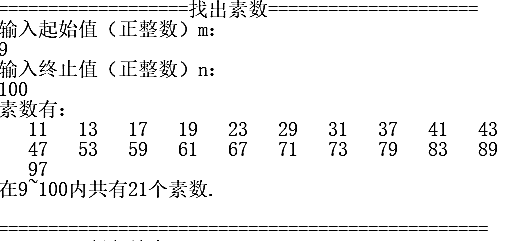 ===================找出素数=====================
输入起始值（正整数）m：
9
输入终止值（正整数）n：
100
素数有：
11 13 17 19 23 29 31 37 41 43
47 53 59 61 67 71 73 79 83 89
97
在9~100内共有21个素数.
=================================================